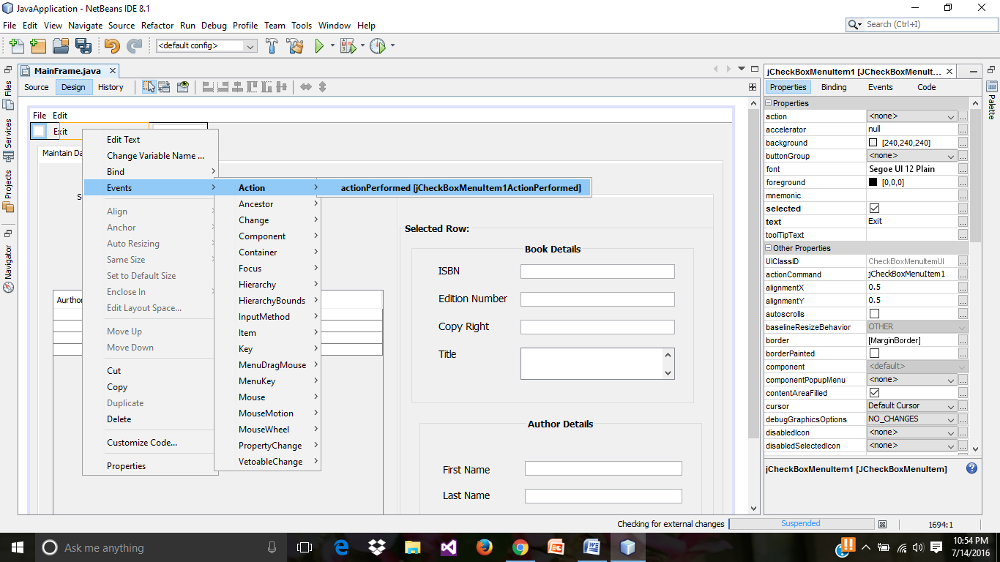 JavaApplication - NetBeans IDE 8.1
File Edit View Navigate Source Refactor Run Debug Profile Team Tools Window Help
Search (Ctrl+I)
<default config>
MainFrame.java
Source Design History
Files
Services
Projects
Navigator
File Edit
Exit
Maintain Da
S
Aurthor
Edit Text
Change Variable Name ...
Bind
Events
Align
Anchor
Auto Resizing
Same Size
Set to Default Size
Enclose In
Edit Layout Space...
Move Up
Move Down
Cut
Copy
Duplicate
Delete
Customize Code...
Properties
Action
Ancestor
Change
Component
Container
Focus
Hierarchy
HierarchyBounds
InputMethod
Item
Key
MenuDragMouse
MenuKey
Mouse
MouseMotion
MouseWheel
PropertyChange
VetoableChange
actionPerformed [jCheckBoxMenuItem1ActionPerformed]
Selected Row:
Book Details
ISBN
Edition Number
Copy Right
Title
Author Details
First Name
Last Name
jCheckBoxMenuItem1 [JCheckBoxMenuIt...
Properties Binding Events Code
Palette
Properties
action <none> ...
accelerator null ...
background [240,240,240] ...
buttonGroup <none> ...
font Segoe UI 12 Plain ...
foreground [0,0,0] ...
mnemonic ...
selected ...
text Exit ...
toolTipText ...
Other Properties
UIClassID CheckBoxMenuItemUI ...
actionCommand jCheckBoxMenuItem1 ...
alignmentX 0.5 ...
alignmentY 0.5 ...
autoscrolls ...
baselineResizeBehavior OTHER ...
border [MarginBorder] ...
borderPainted ...
component <default> ...
componentPopupMenu <none> ...
contentAreaFilled ...
cursor Default Cursor ...
debugGraphicsOptions NO_CHANGES ...
disabledIcon <none> ...
disabledSelectedIcon <none> ...
jCheckBoxMenuItem1 [JCheckBoxMenuItem]
Checking for external changes Suspended 1694:1
Ask me anything
10:54 PM
7/14/2016